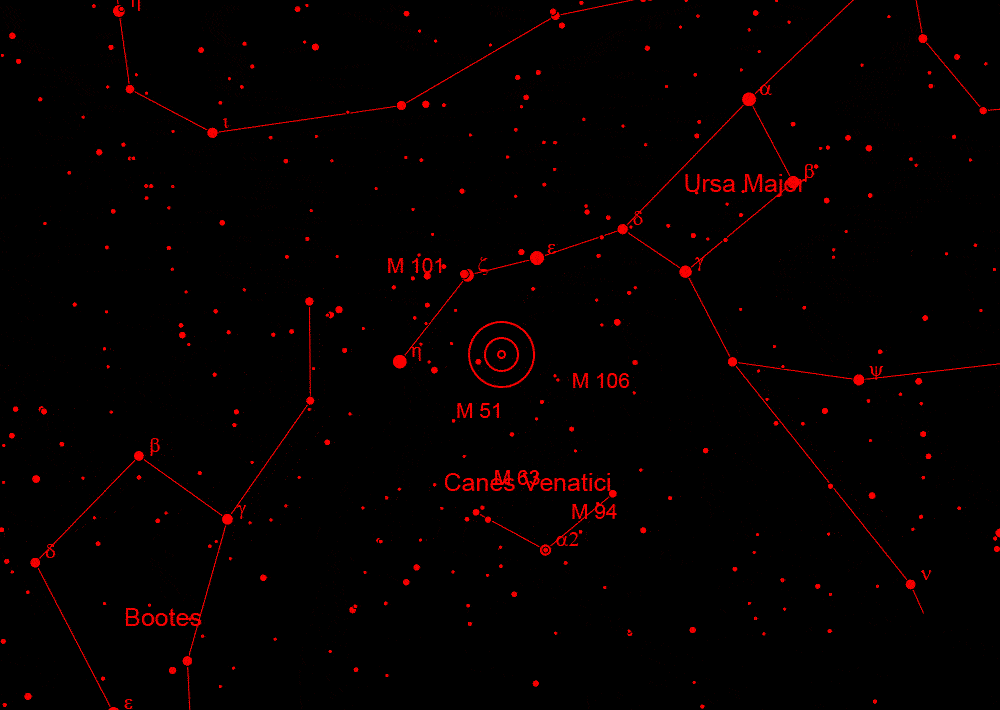 η
α
ι
β
Ursa Major
δ
ε
M 101
ζ
γ
η
ψ
M 106
M 51
β
M 63
Canes Venatici
γ
M 94
α2
δ
ν
Bootes
ε